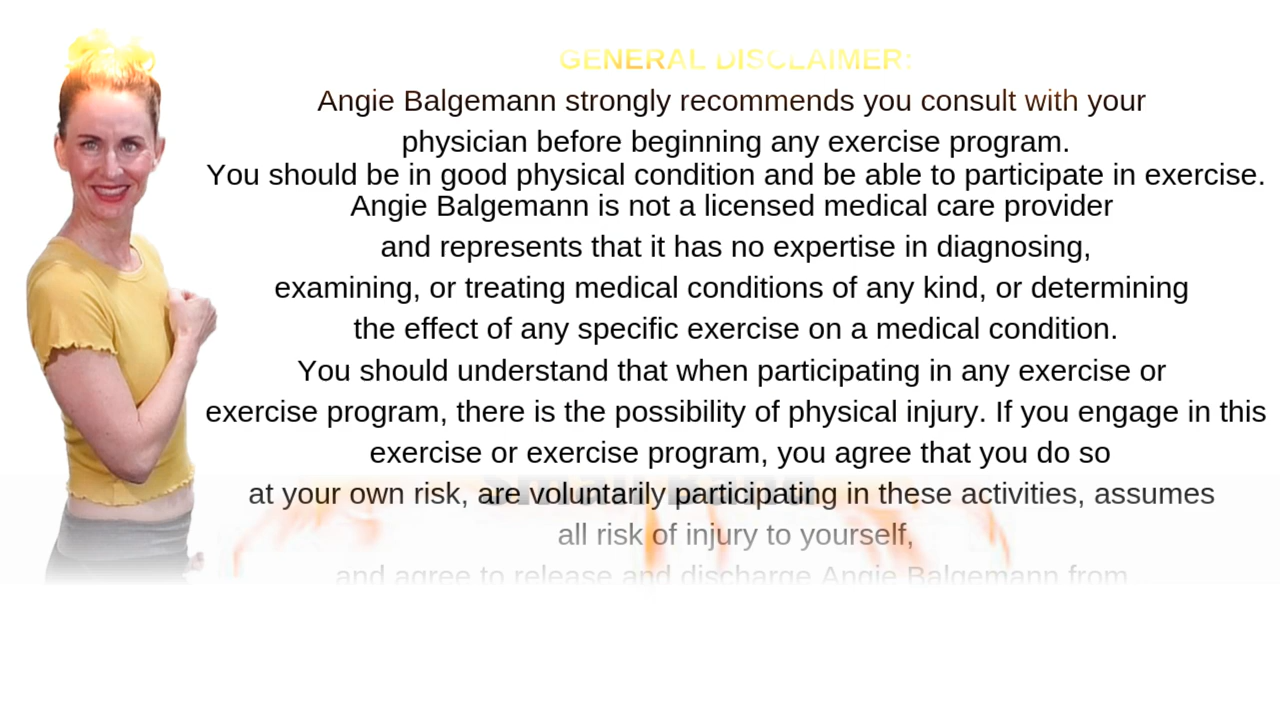 GENERAL DISCLAIMER:
Angie Balgemann strongly recommends you consult with your
physician before beginning any exercise program.
You should be in good physical condition and be able to participate in exercise.
Angie Balgemann is not a licensed medical care provider
and represents that it has no expertise in diagnosing,
examining, or treating medical conditions of any kind, or determining
the effect of any specific exercise on a medical condition.
You should understand that when participating in any exercise or
exercise program, there is the possibility of physical injury. If you engage in this
exercise or exercise program, you agree that you do so
at your own risk, are voluntarily participating in these activities, assumes
all risk of injury to yourself,
and agree to release and discharge Angie Balgemann from